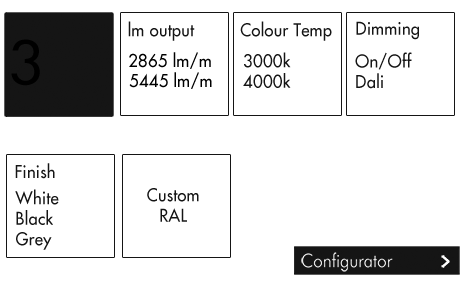 3
lm output
2865 lm/m
5445 lm/m
Colour Temp
3000k
4000k
Dimming
On/Off
Dali
Finish
White
Black
Grey
Custom
RAL
Configurator >